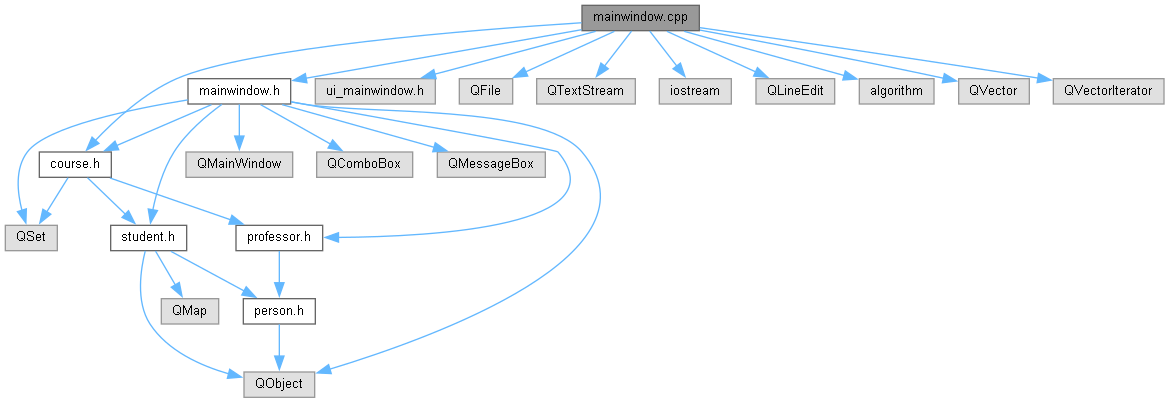 mainwindow.cpp
mainwindow.h
ui_mainwindow.h
QFile
QTextStream
iostream
QLineEdit
algorithm
QVector
QVectorIterator
course.h
QMainWindow
QComboBox
QMessageBox
QSet
student.h
professor.h
QMap
person.h
QObject